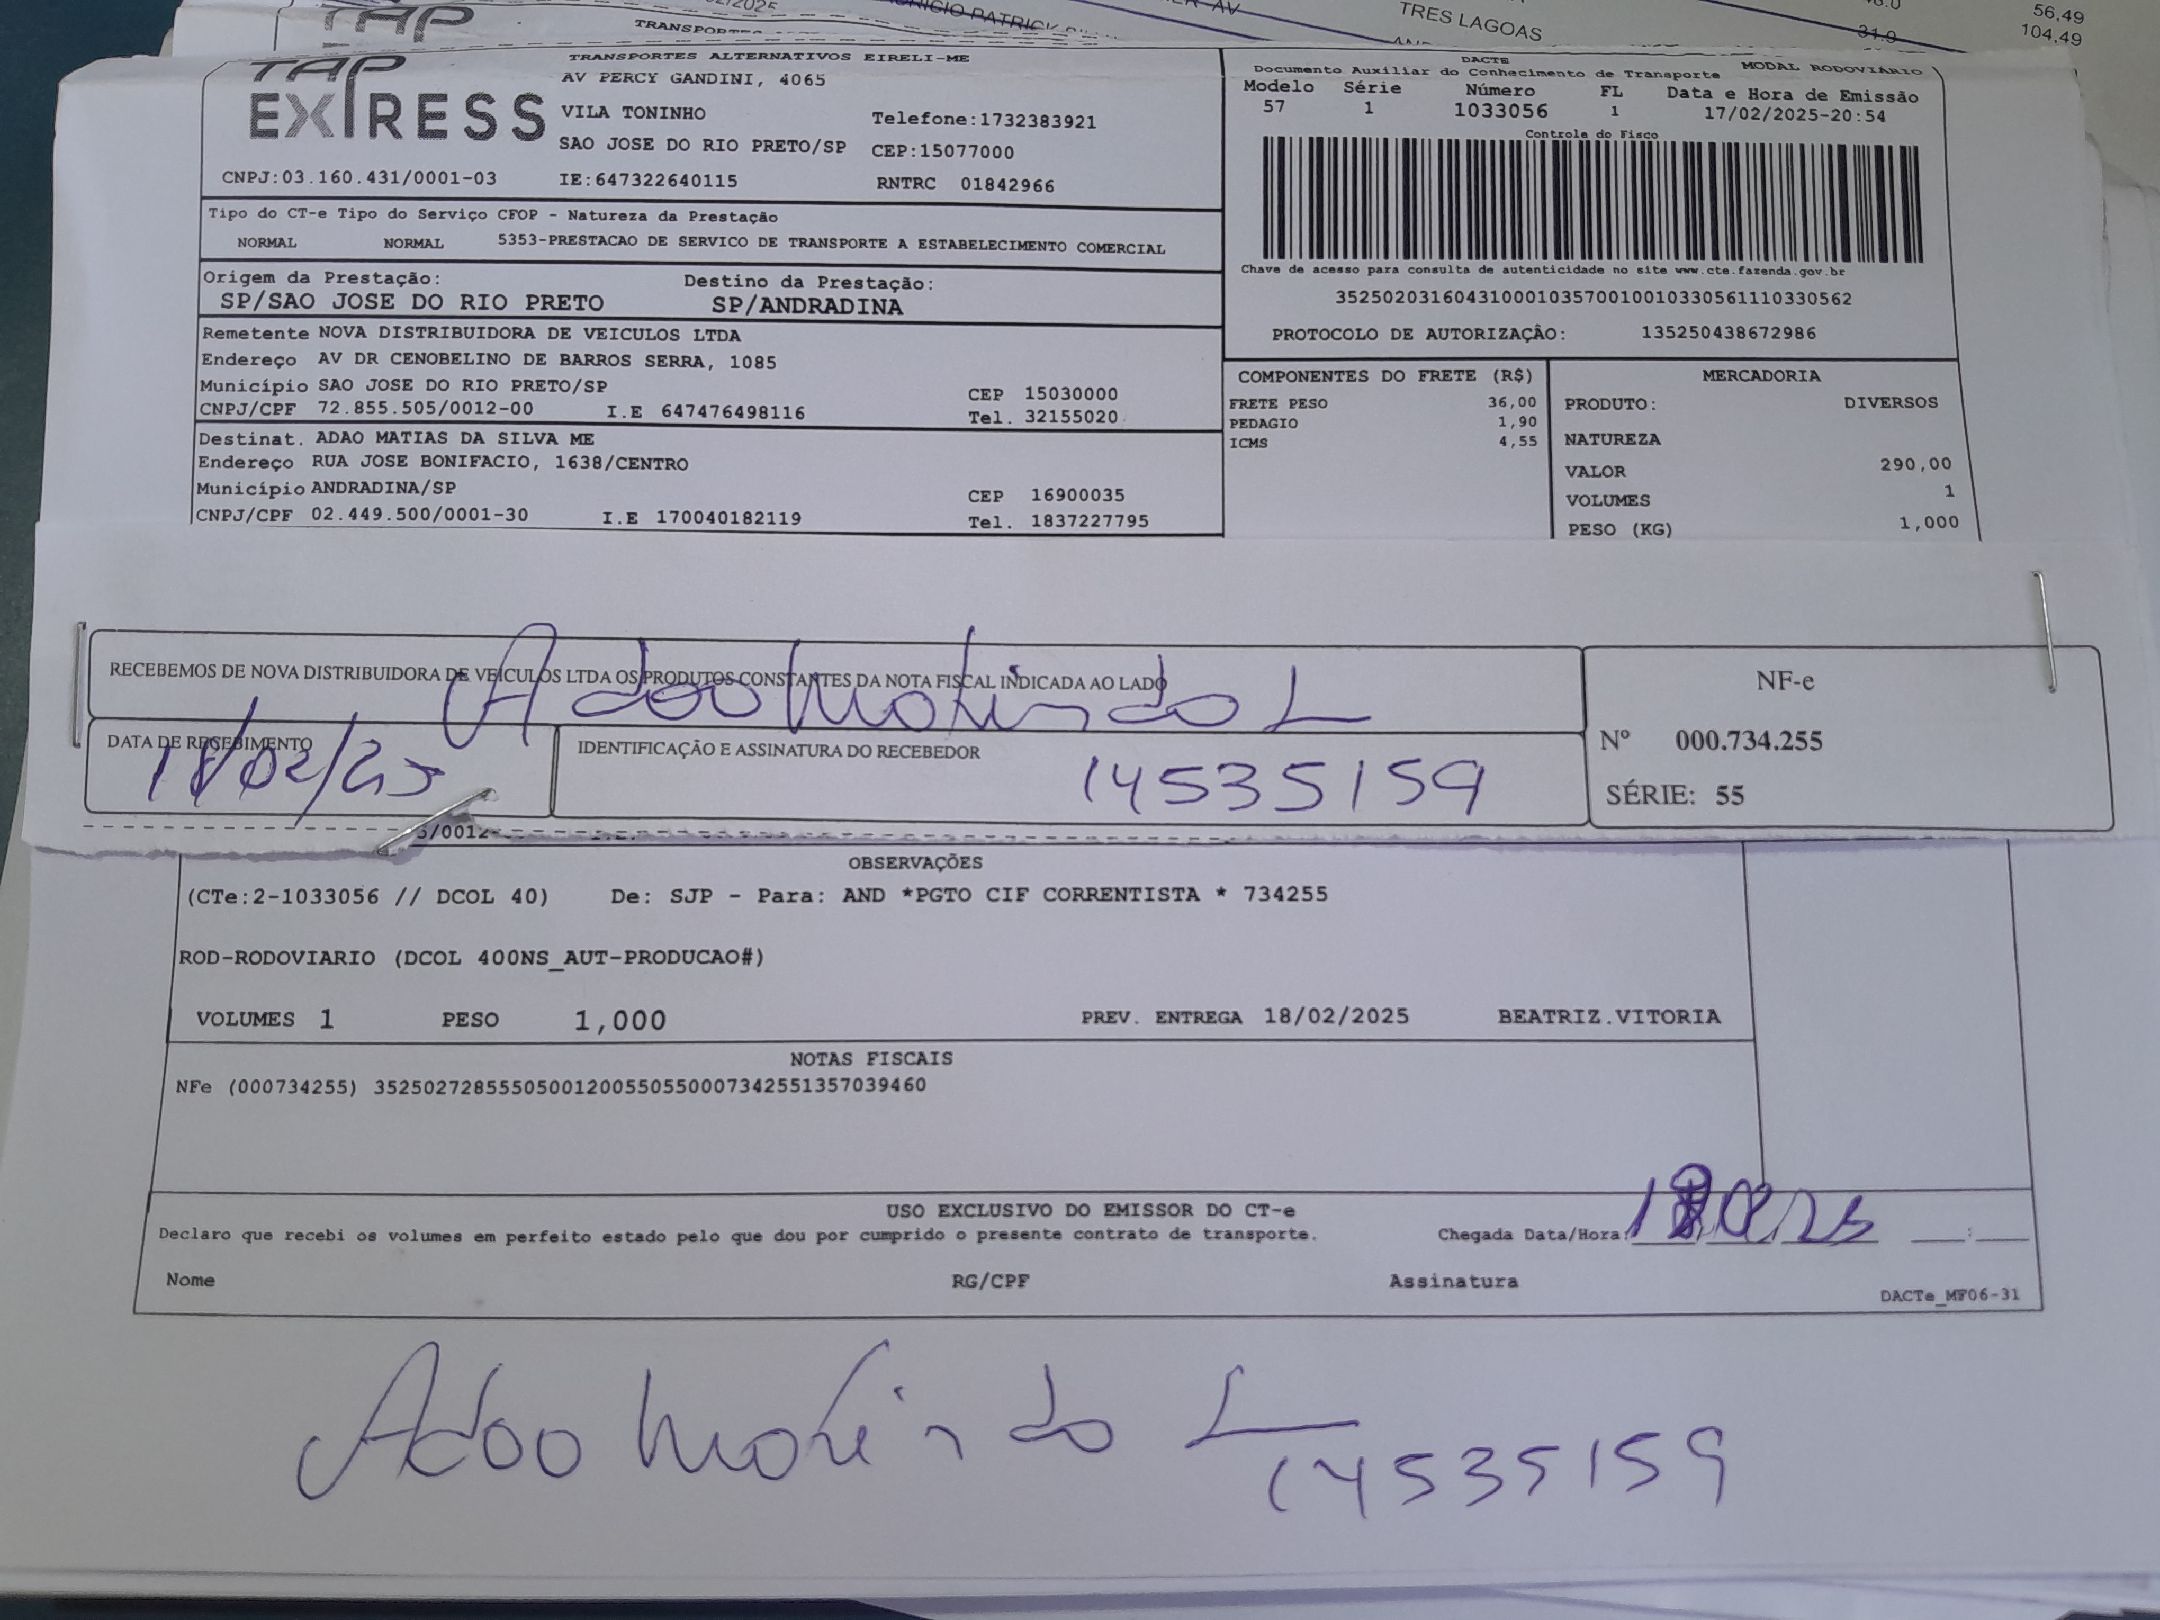 TRES LAGOAS
56,49
31.9
104,49
TAP
EXPRESS
TRANSPORTES ALTERNATIVOS EIRELI-ME
AV PERCY GANDINI, 4065
VILA TONINHO
Telefone:1732383921
SAO JOSE DO RIO PRETO/SP
CEP:15077000
CNPJ:03.160.431/0001-03
IE:647322640115
RNTRC 01842966
DACTE
Documento Auxiliar do Conhecimento de Transporte
MODAL RODOVIÁRIO
Modelo Série Número FL Data e Hora de Emissão
57 1 1033056 1 17/02/2025-20:54
Controle do Fisco
Chave de acesso para consulta de autenticidade no site www.cte.fazenda.gov.br
35250203160431000103570010010330561110330562
PROTOCOLO DE AUTORIZAÇÃO: 135250438672986
Tipo do CT-e Tipo do Serviço CFOP - Natureza da Prestação
NORMAL NORMAL 5353-PRESTACAO DE SERVICO DE TRANSPORTE A ESTABELECIMENTO COMERCIAL
Origem da Prestação: Destino da Prestação:
SP/SAO JOSE DO RIO PRETO SP/ANDRADINA
Remetente NOVA DISTRIBUIDORA DE VEICULOS LTDA
Endereço AV DR CENOBELINO DE BARROS SERRA, 1085
Município SAO JOSE DO RIO PRETO/SP CEP 15030000
CNPJ/CPF 72.855.505/0012-00 I.E 647476498116 Tel. 32155020
Destinat. ADAO MATIAS DA SILVA ME
Endereço RUA JOSE BONIFACIO, 1638/CENTRO
Município ANDRADINA/SP CEP 16900035
CNPJ/CPF 02.449.500/0001-30 I.E 170040182119 Tel. 1837227795
COMPONENTES DO FRETE (R$)
FRETE PESO 36,00
PEDAGIO 1,90
ICMS 4,55
MERCADORIA
PRODUTO: DIVERSOS
NATUREZA
VALOR 290,00
VOLUMES 1
PESO (KG) 1,000
RECEBEMOS DE NOVA DISTRIBUIDORA DE VEICULOS LTDA OS PRODUTOS CONSTANTES DA NOTA FISCAL INDICADA AO LADO
DATA DE RECEBIMENTO
18/02/25
IDENTIFICAÇÃO E ASSINATURA DO RECEBEDOR
14535159
NF-e
Nº 000.734.255
SÉRIE: 55
OBSERVAÇÕES
(CTe:2-1033056 // DCOL 40) De: SJP - Para: AND *PGTO CIF CORRENTISTA * 734255
ROD-RODOVIARIO (DCOL 400NS_AUT-PRODUCAO#)
VOLUMES 1 PESO 1,000 PREV. ENTREGA 18/02/2025 BEATRIZ.VITORIA
NOTAS FISCAIS
NFe (000734255) 35250272855505001200550550007342551357039460
USO EXCLUSIVO DO EMISSOR DO CT-e
Declaro que recebi os volumes em perfeito estado pelo que dou por cumprido o presente contrato de transporte.
Chegada Data/Hora: 18 02 25
Nome RG/CPF Assinatura
DACTe_MF06-31
14535159